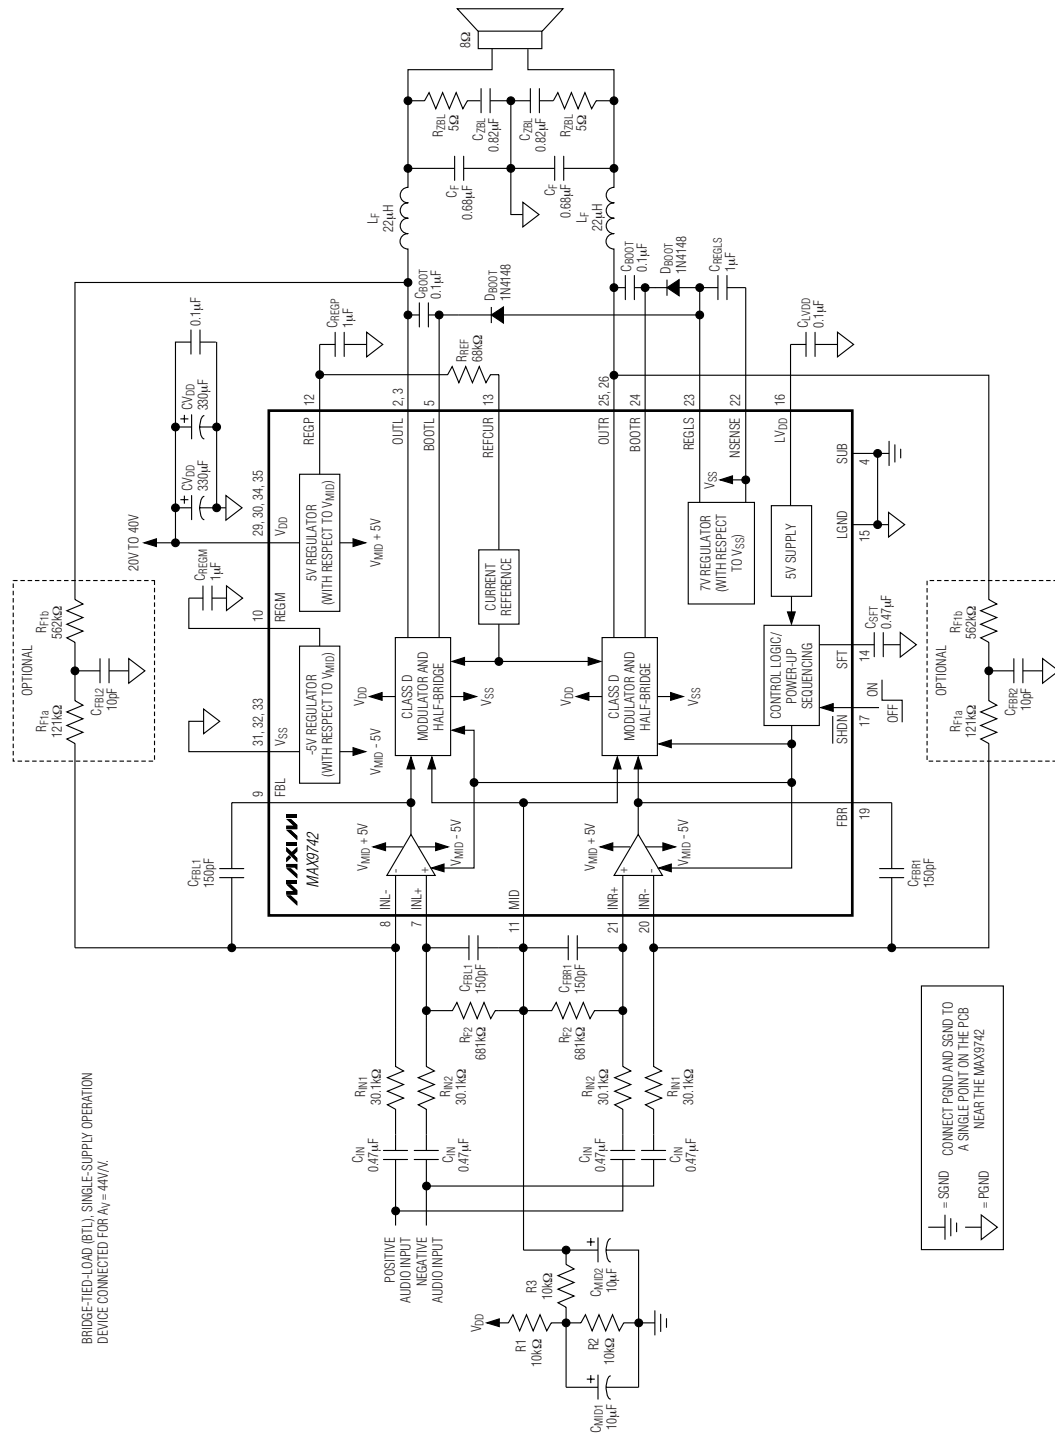 BRIDGE-TIED-LOAD (BTL), SINGLE-SUPPLY OPERATION
DEVICE CONNECTED FOR AV = 44V/V.
OPTIONAL
RF1a
121kΩ
RF1b
562kΩ
CFBL2
10pF
20V TO 40V
CVDD
330µF
CVDD
330µF
0.1µF
CREGM
1µF
CREGP
1µF
CFBL1
150pF
9
FBL
31, 32, 33
VSS
10
REGM
29, 30, 34, 35
VDD
12
REGP
MAXIM
MAX9742
-5V REGULATOR
(WITH RESPECT TO VMID)
VMID - 5V
5V REGULATOR
(WITH RESPECT TO VMID)
VMID + 5V
RREF
68kΩ
OUTL
2, 3
BOOTL
5
REFCUR
13
CBOOT
0.1µF
DBOOT
1N4148
LF
22µH
CF
0.68µF
CF
0.68µF
RZBL
5Ω
CZBL
0.82µF
CZBL
0.82µF
RZBL
5Ω
8Ω
LF
22µH
8
INL-
7
INL+
11
MID
21
INR+
20
INR-
-
+
VMID + 5V
VMID - 5V
+
-
VMID + 5V
VMID - 5V
VDD
CLASS D
MODULATOR AND
HALF-BRIDGE
VSS
CURRENT
REFERENCE
VDD
CLASS D
MODULATOR AND
HALF-BRIDGE
VSS
OUTR
25, 26
BOOTR
24
REGLS
23
NSENSE
22
LVDD
16
CBOOT
0.1µF
DBOOT
1N4148
CREGLS
1µF
CLVDD
0.1µF
7V REGULATOR
(WITH RESPECT
TO VSS)
VSS
5V SUPPLY
CONTROL LOGIC/
POWER-UP
SEQUENCING
FBR
19
SHDN
17
OFF
ON
SFT
14
CSFT
0.47µF
LGND
15
SUB
4
CFBR1
150pF
OPTIONAL
RF1a
121kΩ
RF1b
562kΩ
CFBR2
10pF
POSITIVE
AUDIO INPUT
NEGATIVE
AUDIO INPUT
CIN
0.47µF
CIN
0.47µF
CIN
0.47µF
CIN
0.47µF
RIN1
30.1kΩ
RIN2
30.1kΩ
RIN2
30.1kΩ
RIN1
30.1kΩ
RF2
681kΩ
CFBL1
150pF
RF2
681kΩ
CFBR1
150pF
VDD
R1
10kΩ
R2
10kΩ
R3
10kΩ
CMID1
10µF
CMID2
10µF
= SGND
= PGND
CONNECT PGND AND SGND TO
A SINGLE POINT ON THE PCB
NEAR THE MAX9742